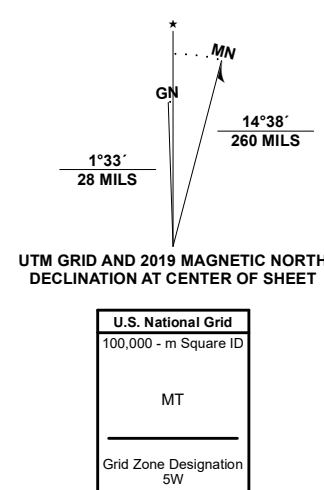 ★
MN
GN
14°38´
260 MILS
1°33´
28 MILS
UTM GRID AND 2019 MAGNETIC NORTH
DECLINATION AT CENTER OF SHEET
U.S. National Grid
100,000 - m Square ID
MT
Grid Zone Designation
5W